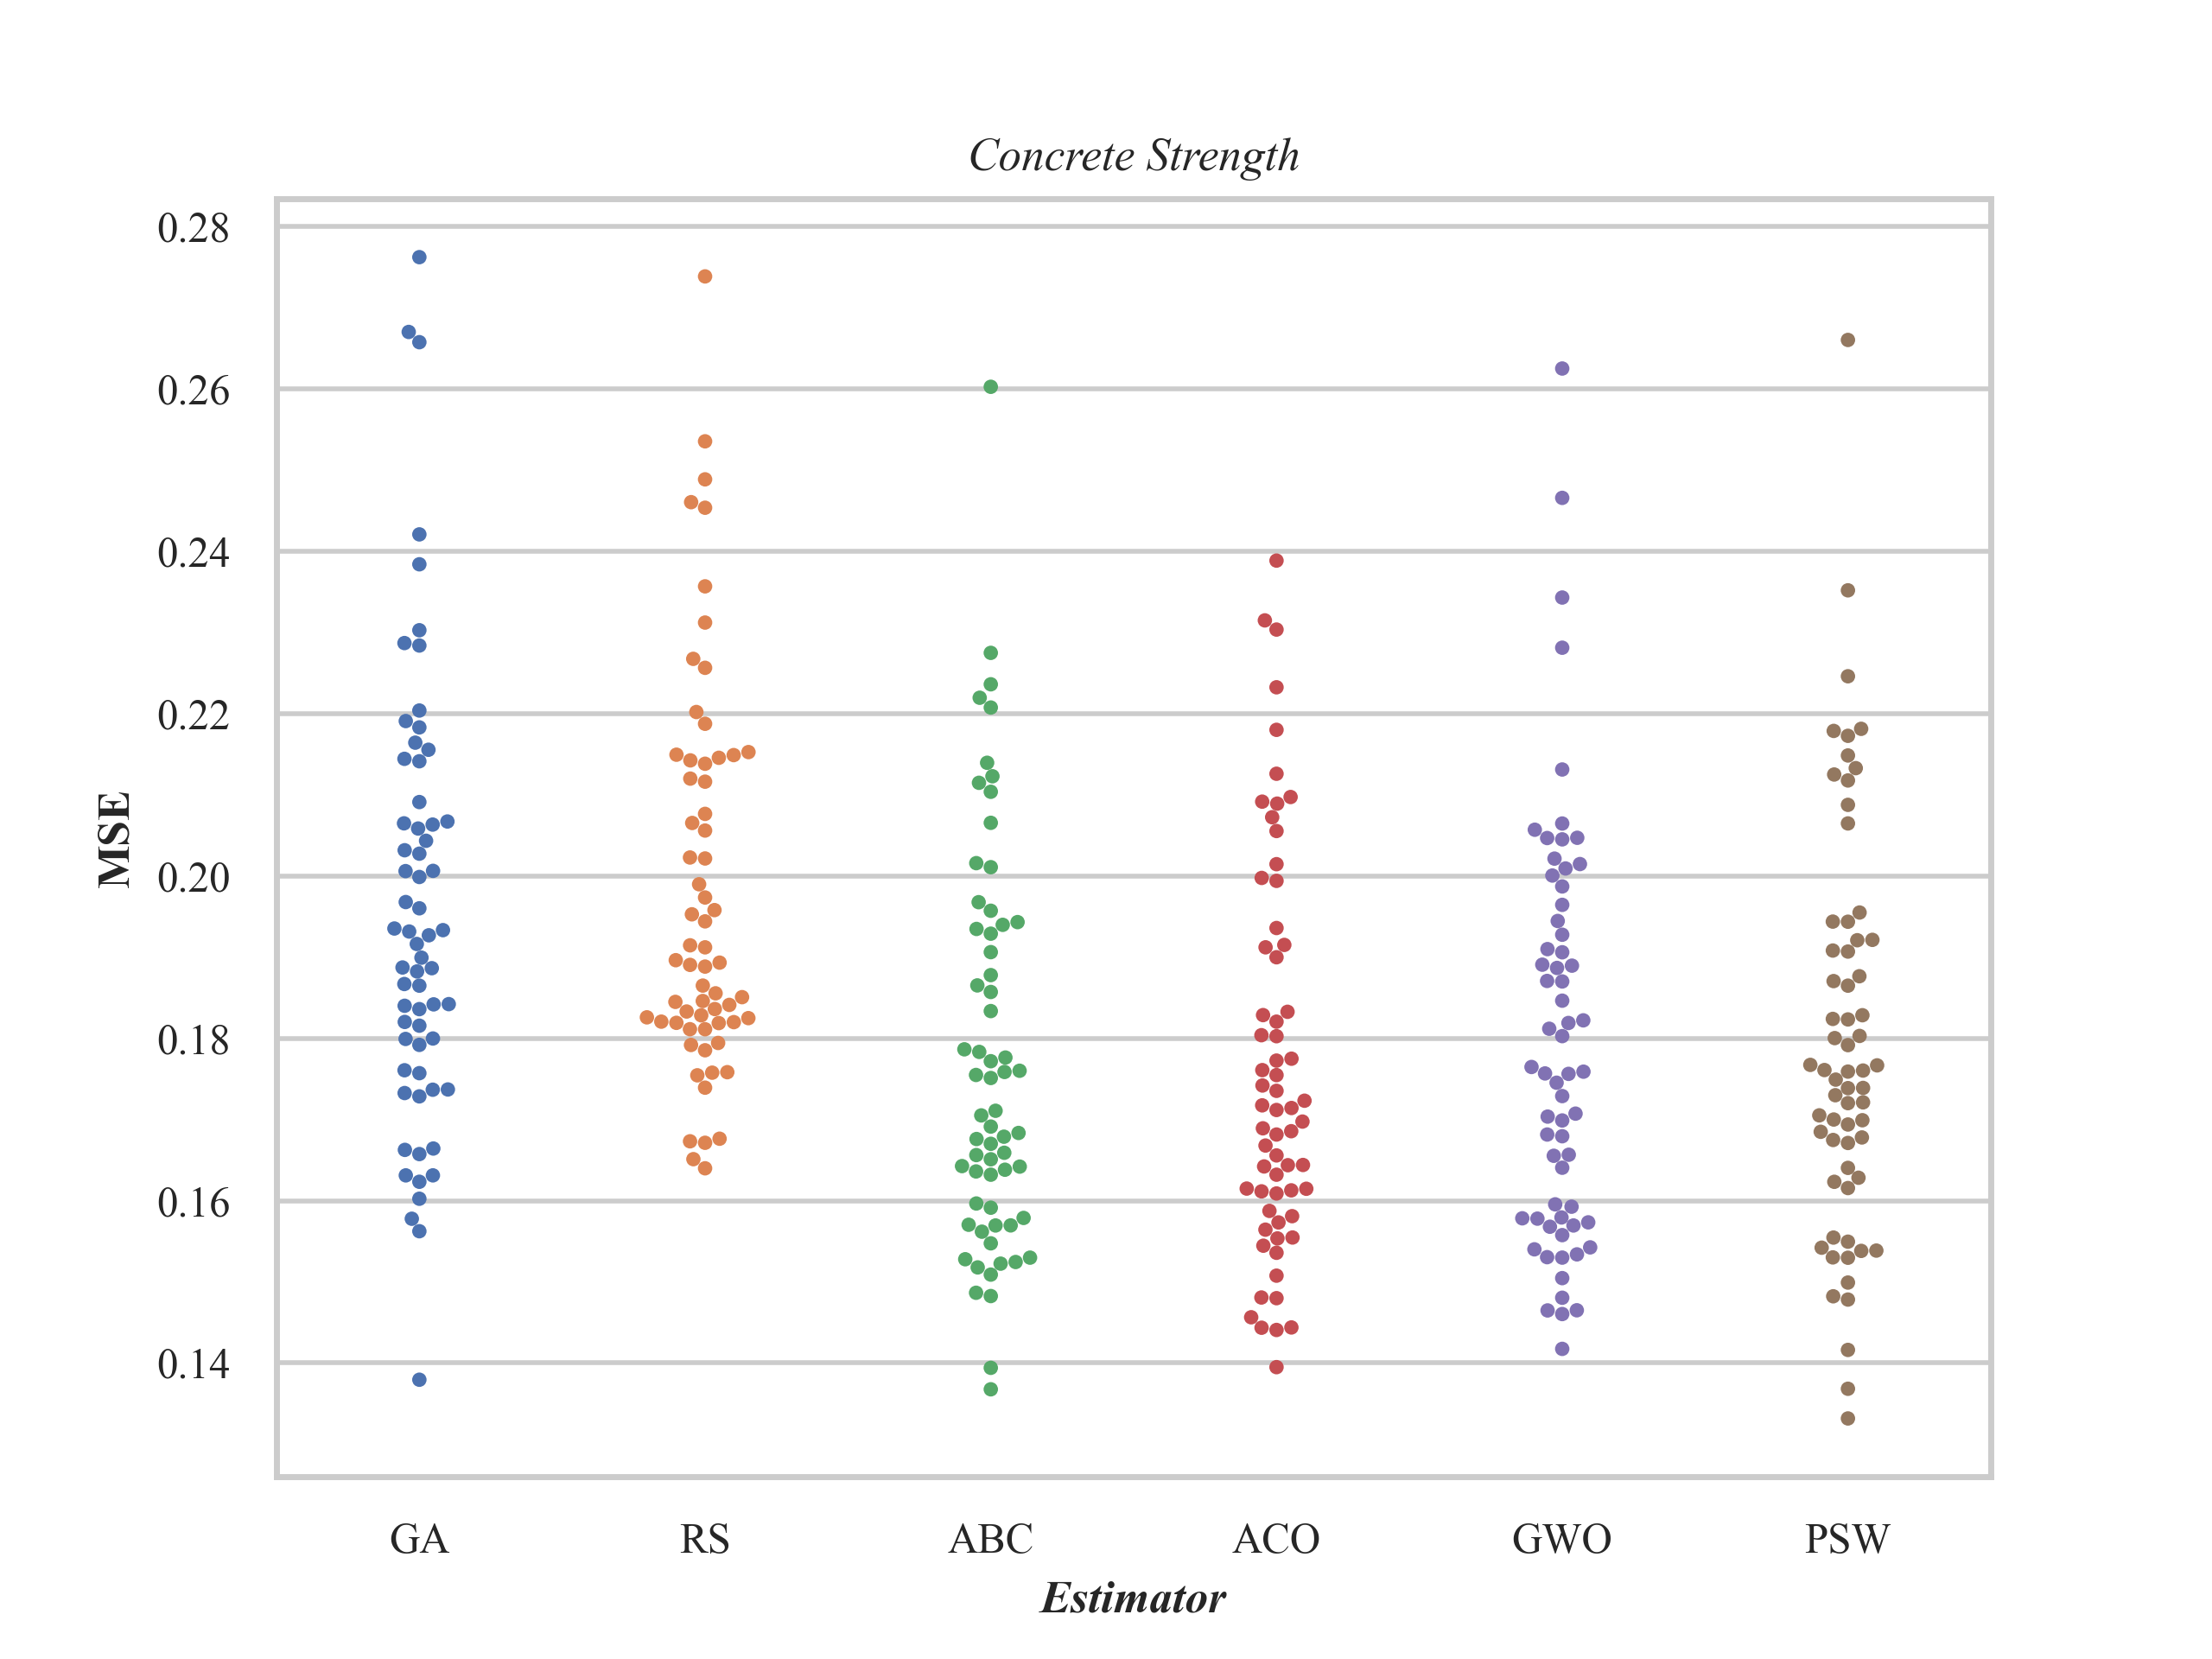 Concrete Strength
0.28
0.26
0.24
0.22
0.20
0.18
0.16
0.14
MSE
GA RS ABC ACO GWO PSW
Estimator